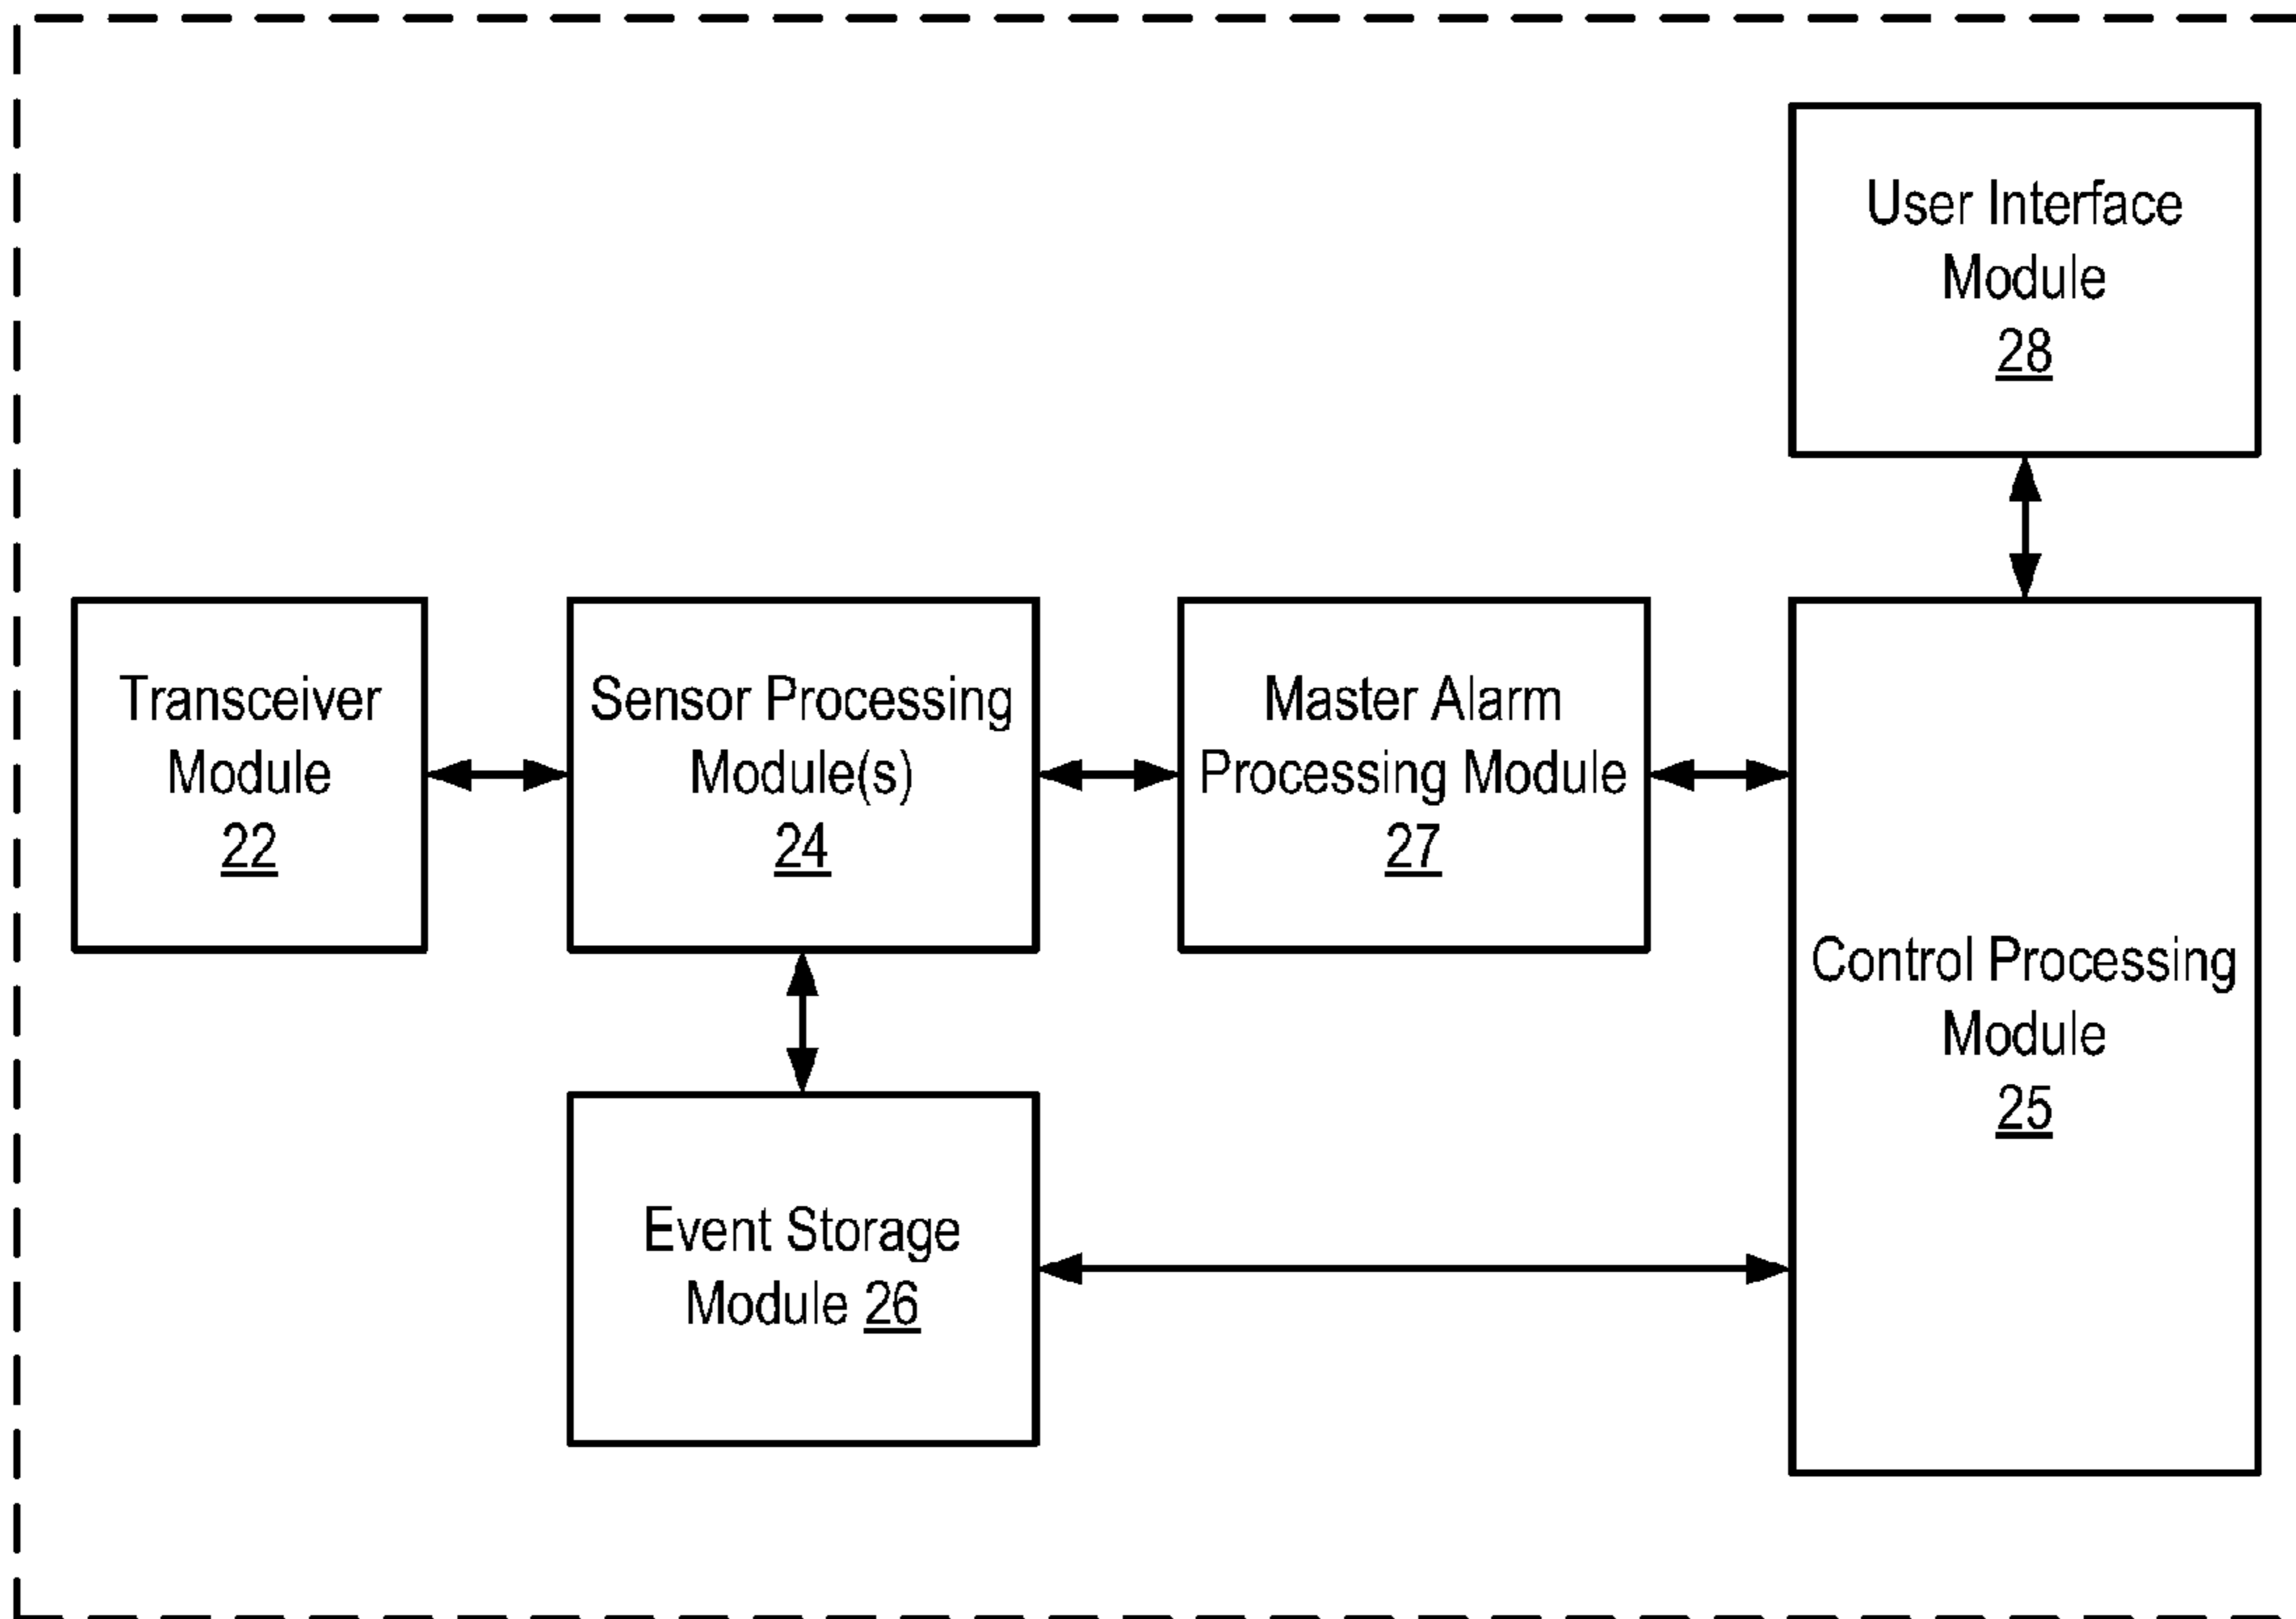 User Interface
Module
28
Transceiver
Module
22
Sensor Processing
Module(s)
24
Master Alarm
Processing Module
27
Control Processing
Module
25
Event Storage
Module 26